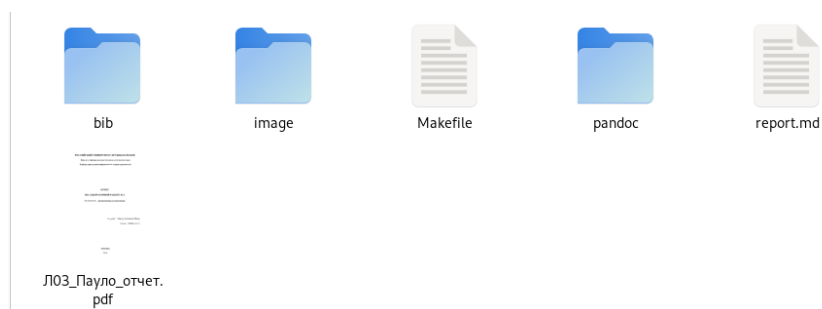 bib
image
Makefile
pandoc
report.md
Л03_Пауло_отчет.
pdf